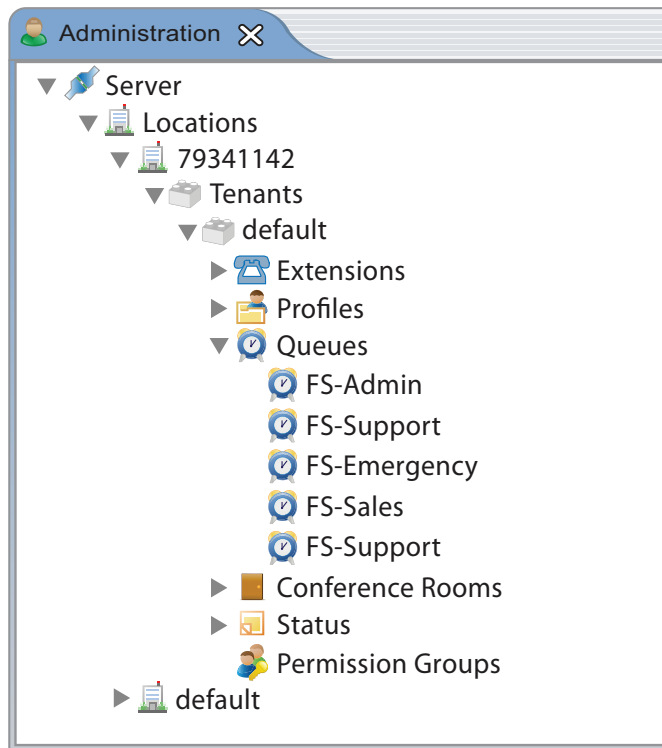 Administration
Server
Locations
79341142
Tenants
default
Extensions
Profiles
Queues
FS-Admin
FS-Support
FS-Emergency
FS-Sales
FS-Support
Conference Rooms
Status
Permission Groups
default